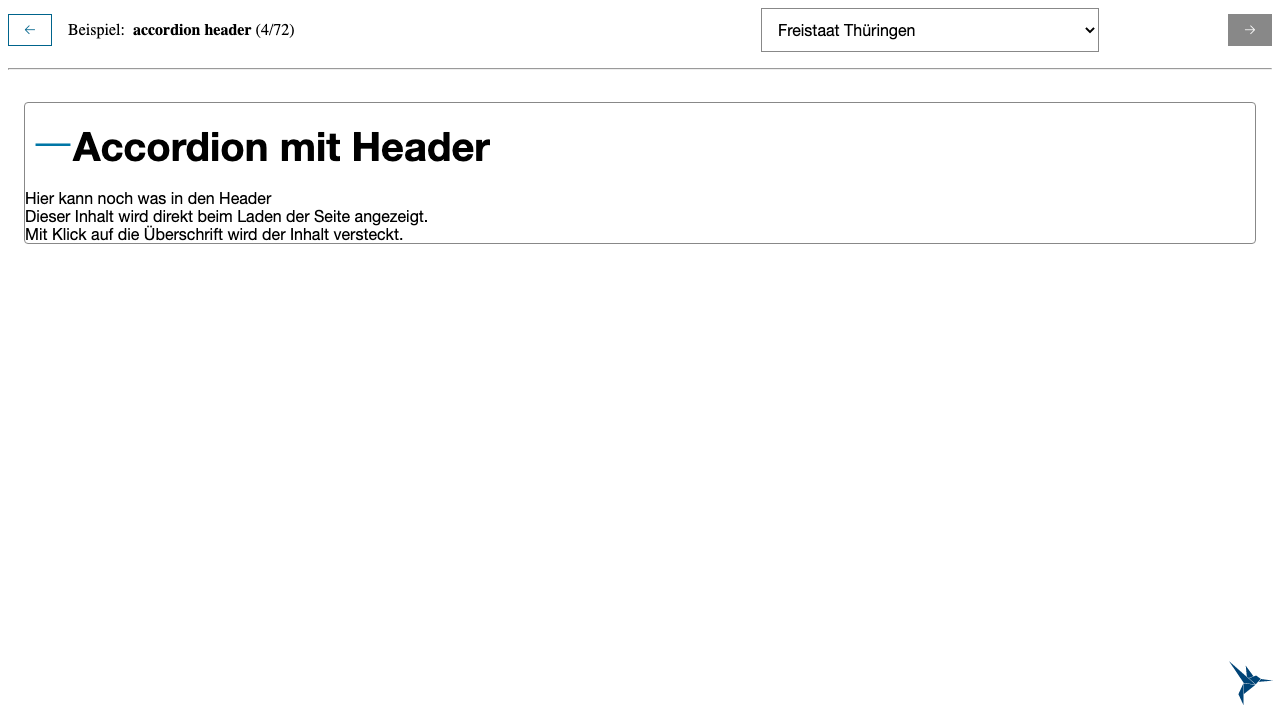 Beispiel: accordion header (4/72)
Freistaat Thüringen
Accordion mit Header
Hier kann noch was in den Header
Dieser Inhalt wird direkt beim Laden der Seite angezeigt.
Mit Klick auf die Überschrift wird der Inhalt versteckt.